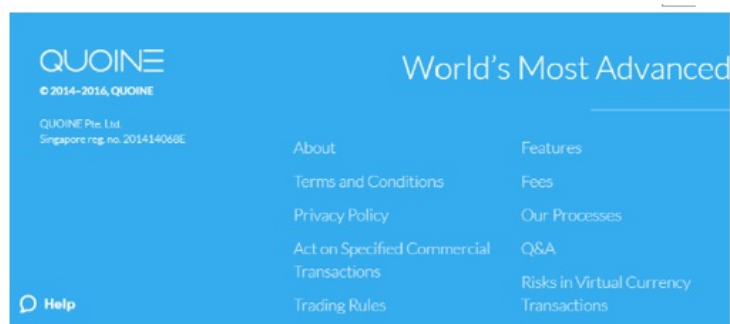 QUOINE
World's Most Advanced
© 2014–2016, QUOINE
QUOINE Pte. Ltd.
Singapore reg. no. 201414068E
About
Terms and Conditions
Privacy Policy
Act on Specified Commercial
Transactions
Trading Rules
Features
Fees
Our Processes
Q&A
Risks in Virtual Currency
Transactions
Help